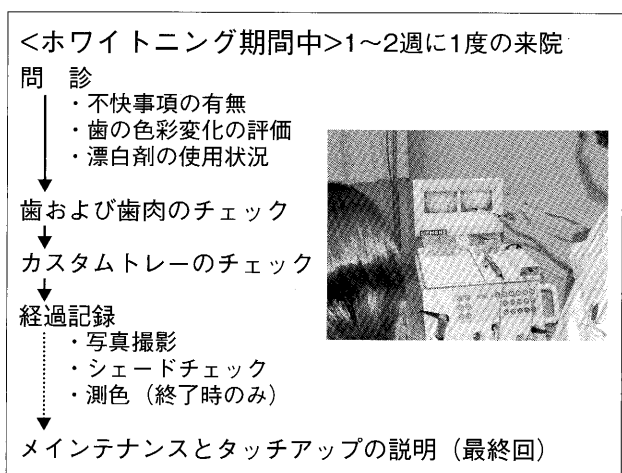 <ホワイトニング期間中>1～2週に1度の来院
問　診
・不快事項の有無
・歯の色彩変化の評価
・漂白剤の使用状況
歯および歯肉のチェック
カスタムトレーのチェック
経過記録
・写真撮影
・シェードチェック
・測色（終了時のみ）
メインテナンスとタッチアップの説明（最終回）